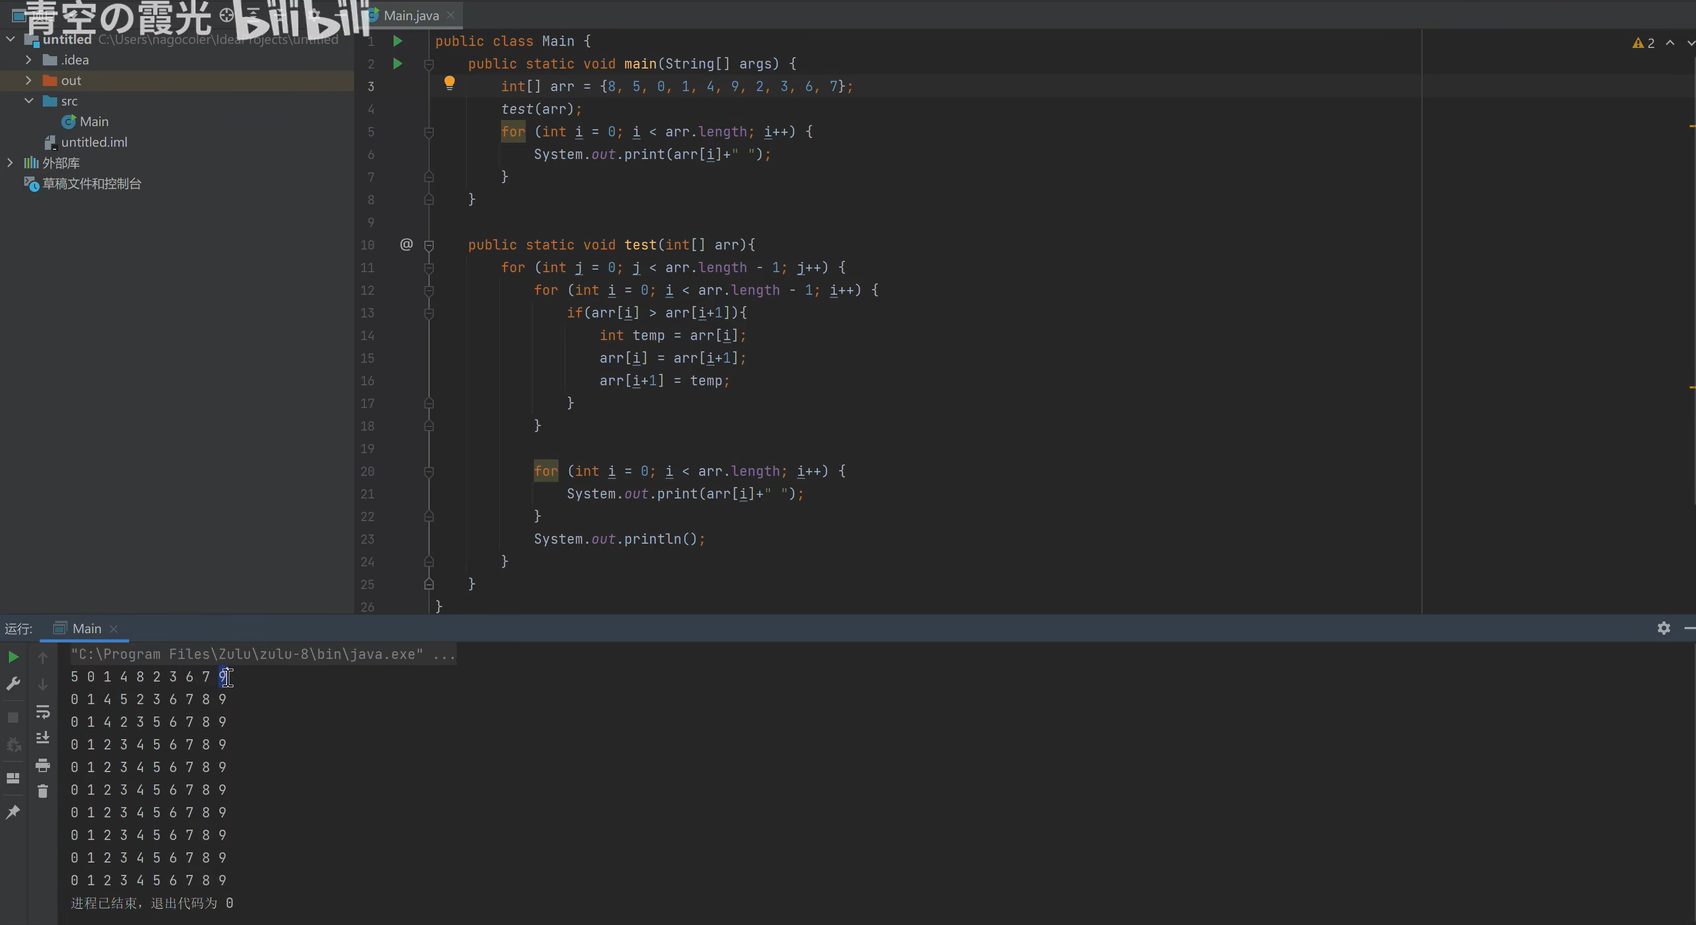 青空の霞光 bilibili
Main.java
untitled C:\Users\nagocoler\IdeaProjects\untitled
.idea
out
src
Main
untitled.iml
外部库
草稿文件和控制台
2
1 public class Main {
2 public static void main(String[] args) {
3 int[] arr = {8, 5, 0, 1, 4, 9, 2, 3, 6, 7};
4 test(arr);
5 for (int i = 0; i < arr.length; i++) {
6 System.out.print(arr[i]+" ");
7 }
8 }
9
10 @ public static void test(int[] arr){
11 for (int j = 0; j < arr.length - 1; j++) {
12 for (int i = 0; i < arr.length - 1; i++) {
13 if(arr[i] > arr[i+1]){
14 int temp = arr[i];
15 arr[i] = arr[i+1];
16 arr[i+1] = temp;
17 }
18 }
19
20 for (int i = 0; i < arr.length; i++) {
21 System.out.print(arr[i]+" ");
22 }
23 System.out.println();
24 }
25 }
26 }
运行: Main
"C:\Program Files\Zulu\zulu-8\bin\java.exe" ...
5 0 1 4 8 2 3 6 7 9
0 1 4 5 2 3 6 7 8 9
0 1 4 2 3 5 6 7 8 9
0 1 2 3 4 5 6 7 8 9
0 1 2 3 4 5 6 7 8 9
0 1 2 3 4 5 6 7 8 9
0 1 2 3 4 5 6 7 8 9
0 1 2 3 4 5 6 7 8 9
0 1 2 3 4 5 6 7 8 9
0 1 2 3 4 5 6 7 8 9
进程已结束，退出代码为 0